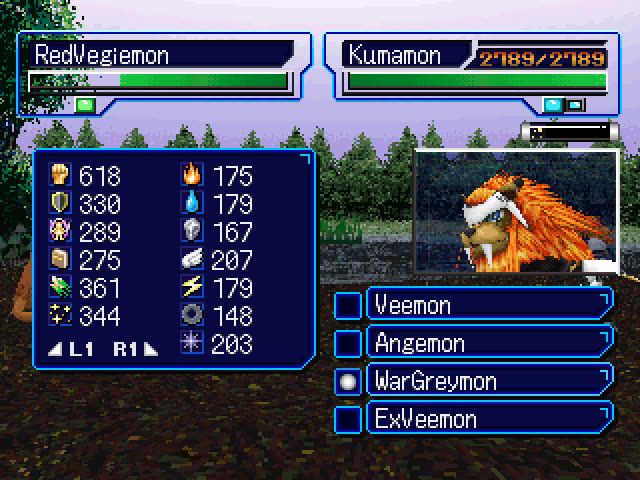 RedVegiemon
Kumamon
2789/2789
618 175
330 179
289 167
275 207
361 179
344 148
L1 R1 203
Veemon
Angemon
WarGreymon
ExVeemon